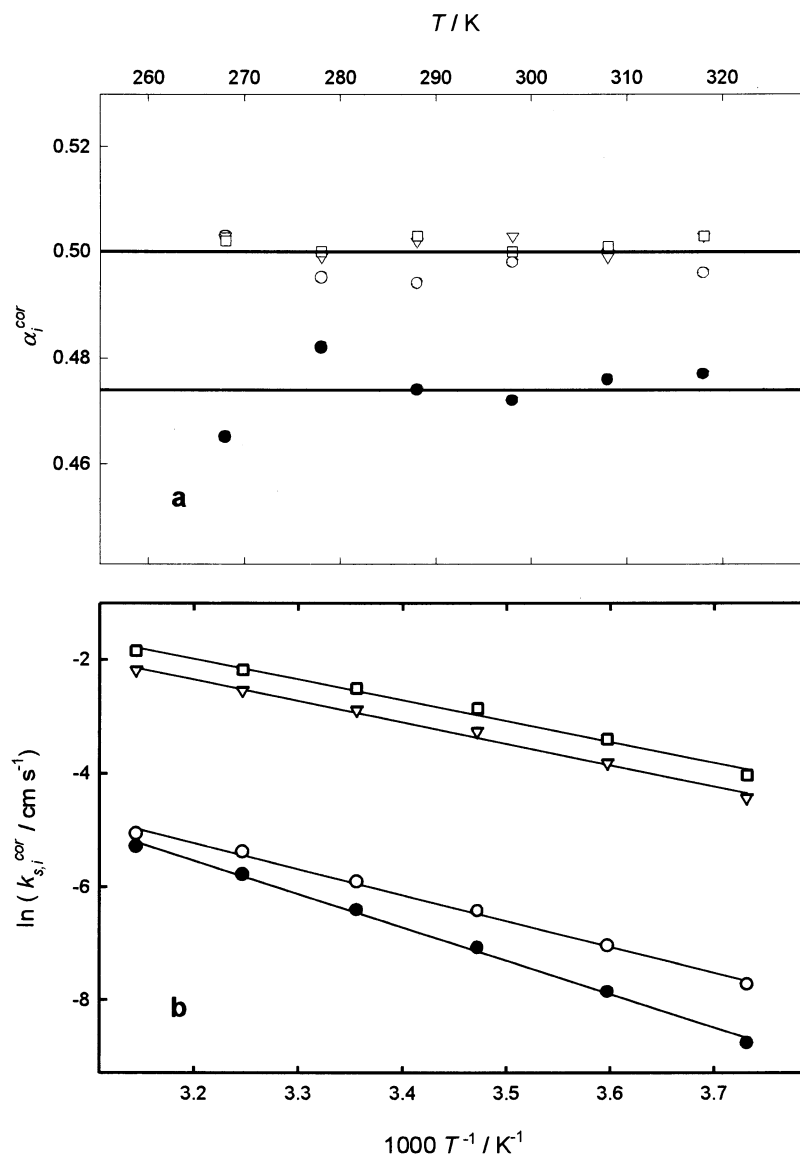 T / K
260 270 280 290 300 310 320
0.52
0.50
0.48
0.46
α_i^cor
a
-2
-4
-6
-8
ln ( k_s,i^cor / cm s⁻¹)
b
3.2 3.3 3.4 3.5 3.6 3.7
1000 T⁻¹ / K⁻¹